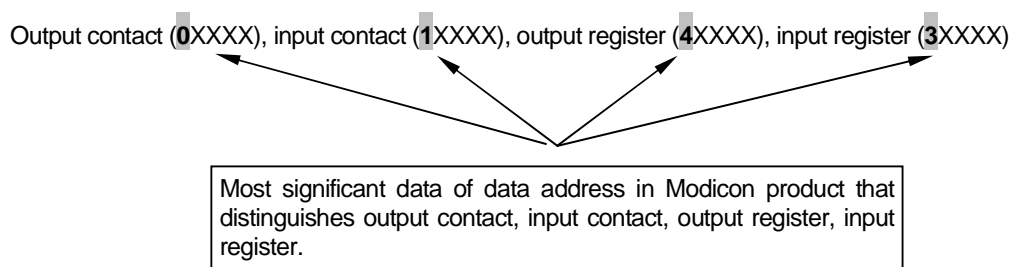 Output contact (0XXXX), input contact (1XXXX), output register (4XXXX), input register (3XXXX)
Most significant data of data address in Modicon product that
distinguishes output contact, input contact, output register, input
register.